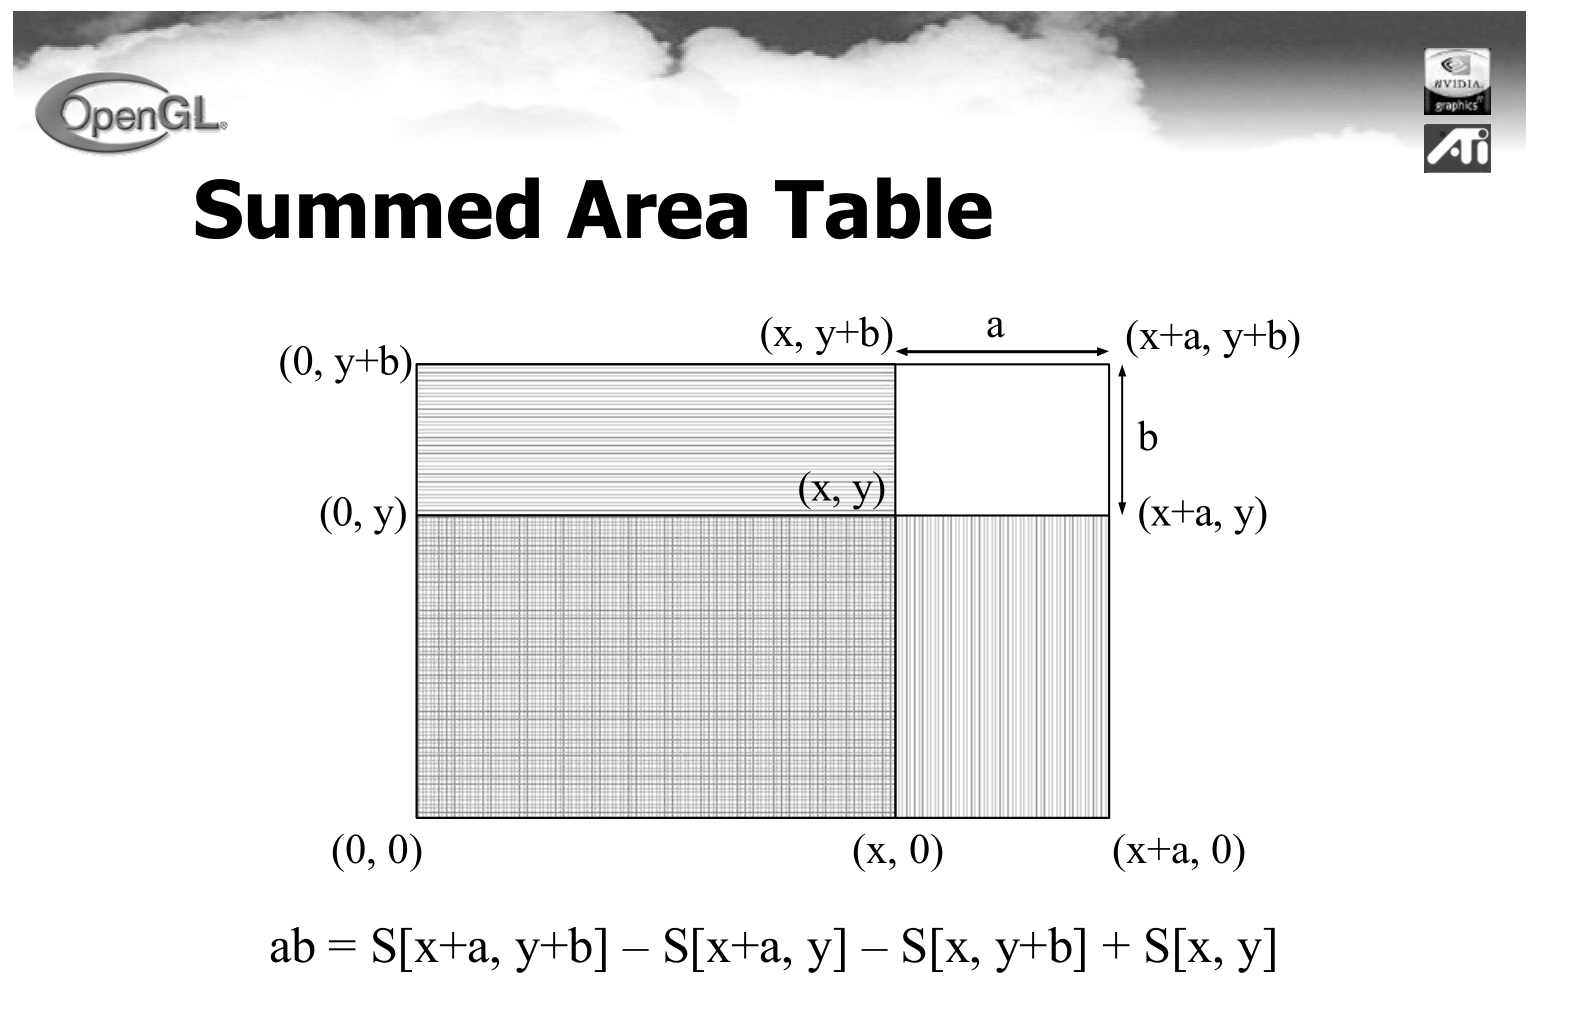 OpenGL®
NVIDIA.
graphics
ATi
Summed Area Table
(x, y+b)
a
(x+a, y+b)
(0, y+b)
b
(x, y)
(0, y)
(x+a, y)
(0, 0)
(x, 0)
(x+a, 0)
ab = S[x+a, y+b] – S[x+a, y] – S[x, y+b] + S[x, y]